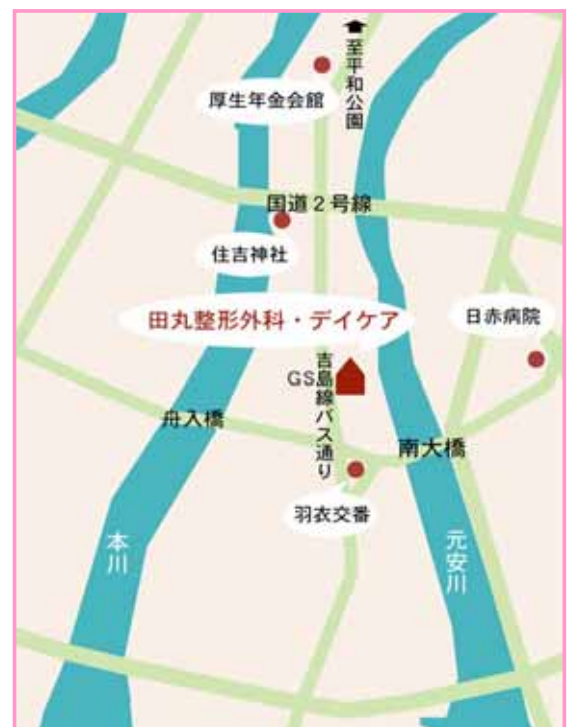 至平和公園
厚生年金会館
国道２号線
住吉神社
田丸整形外科・デイケア
日赤病院
GS
吉島線バス通り
舟入橋
南大橋
羽衣交番
本川
元安川